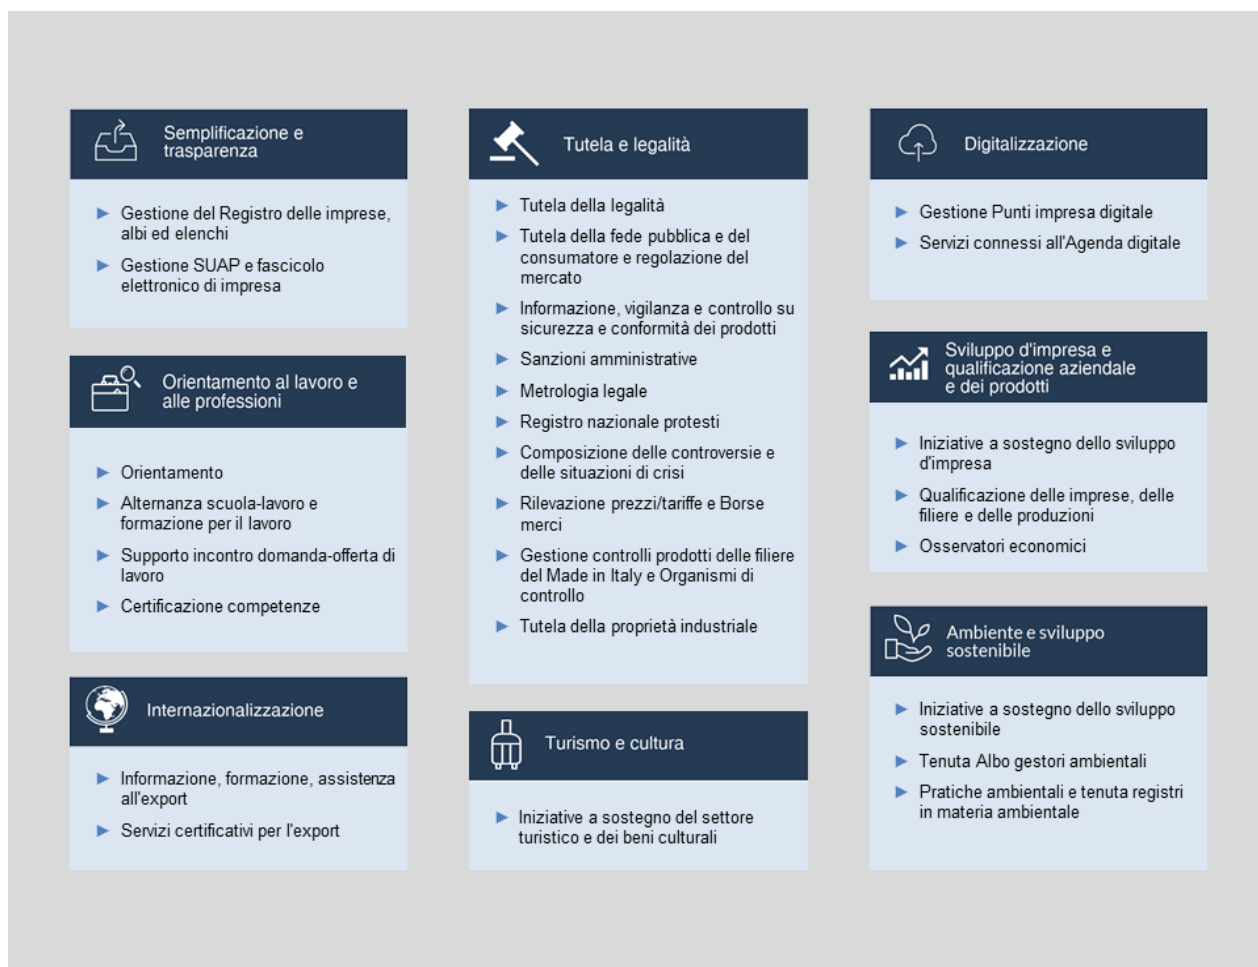 Semplificazione e
trasparenza
Gestione del Registro delle imprese,
albi ed elenchi
Gestione SUAP e fascicolo
elettronico di impresa
Orientamento al lavoro e
alle professioni
Orientamento
Alternanza scuola-lavoro e
formazione per il lavoro
Supporto incontro domanda-offerta di
lavoro
Certificazione competenze
Internazionalizzazione
Informazione, formazione, assistenza
all'export
Servizi certificativi per l'export
Tutela e legalità
Tutela della legalità
Tutela della fede pubblica e del
consumatore e regolazione del
mercato
Informazione, vigilanza e controllo su
sicurezza e conformità dei prodotti
Sanzioni amministrative
Metrologia legale
Registro nazionale protesti
Composizione delle controversie e
delle situazioni di crisi
Rilevazione prezzi/tariffe e Borse
merci
Gestione controlli prodotti delle filiere
del Made in Italy e Organismi di
controllo
Tutela della proprietà industriale
Turismo e cultura
Iniziative a sostegno del settore
turistico e dei beni culturali
Digitalizzazione
Gestione Punti impresa digitale
Servizi connessi all'Agenda digitale
Sviluppo d'impresa e
qualificazione aziendale
e dei prodotti
Iniziative a sostegno dello sviluppo
d'impresa
Qualificazione delle imprese, delle
filiere e delle produzioni
Osservatori economici
Ambiente e sviluppo
sostenibile
Iniziative a sostegno dello sviluppo
sostenibile
Tenuta Albo gestori ambientali
Pratiche ambientali e tenuta registri
in materia ambientale